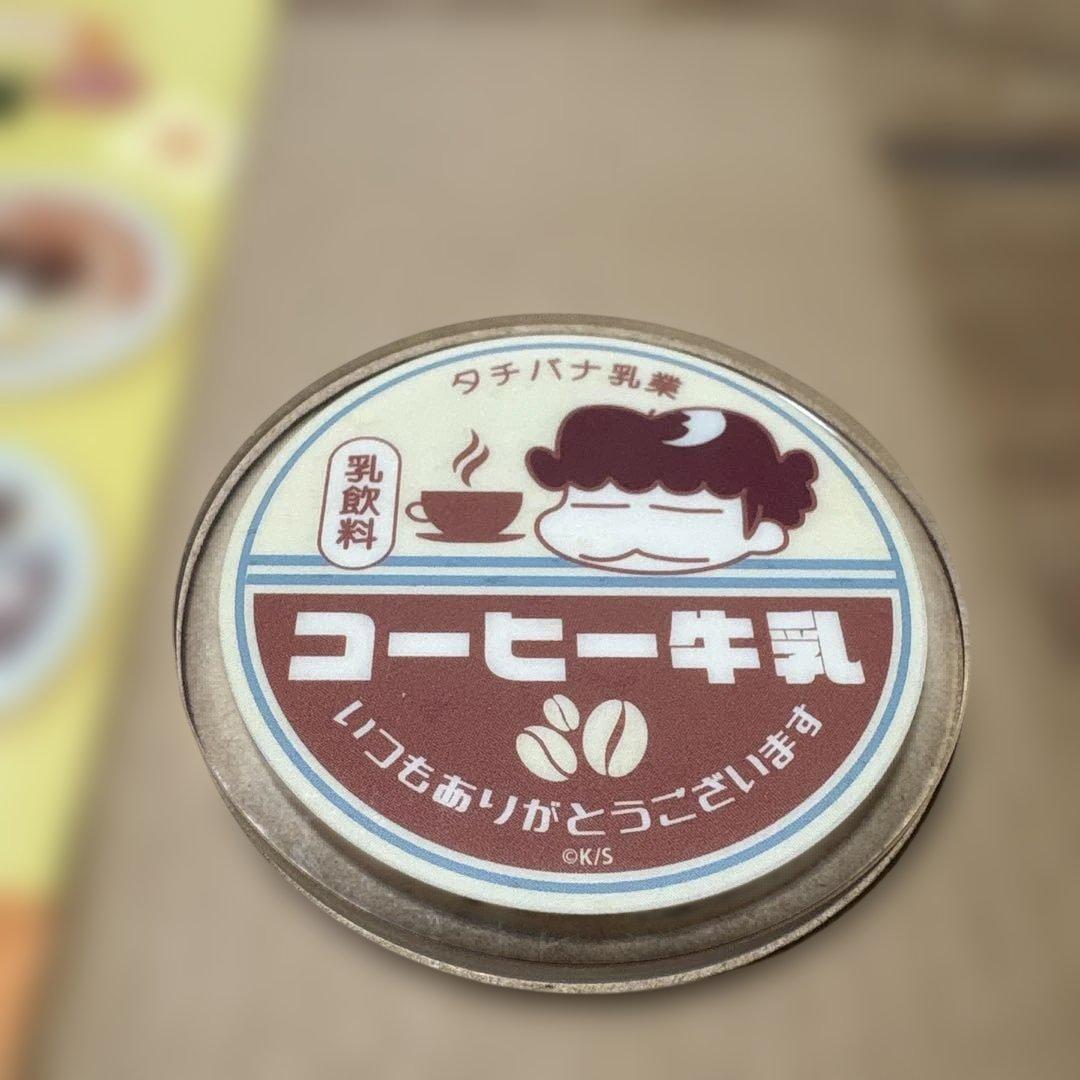 タチバナ乳業
乳飲料
コーヒー牛乳
いつもありがとうございます
©K/S